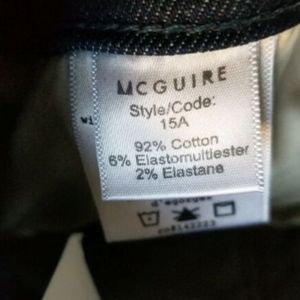 MCGUIRE
Style/Code:
15A
92% Cotton
6% Elastomultiester
2% Elastane